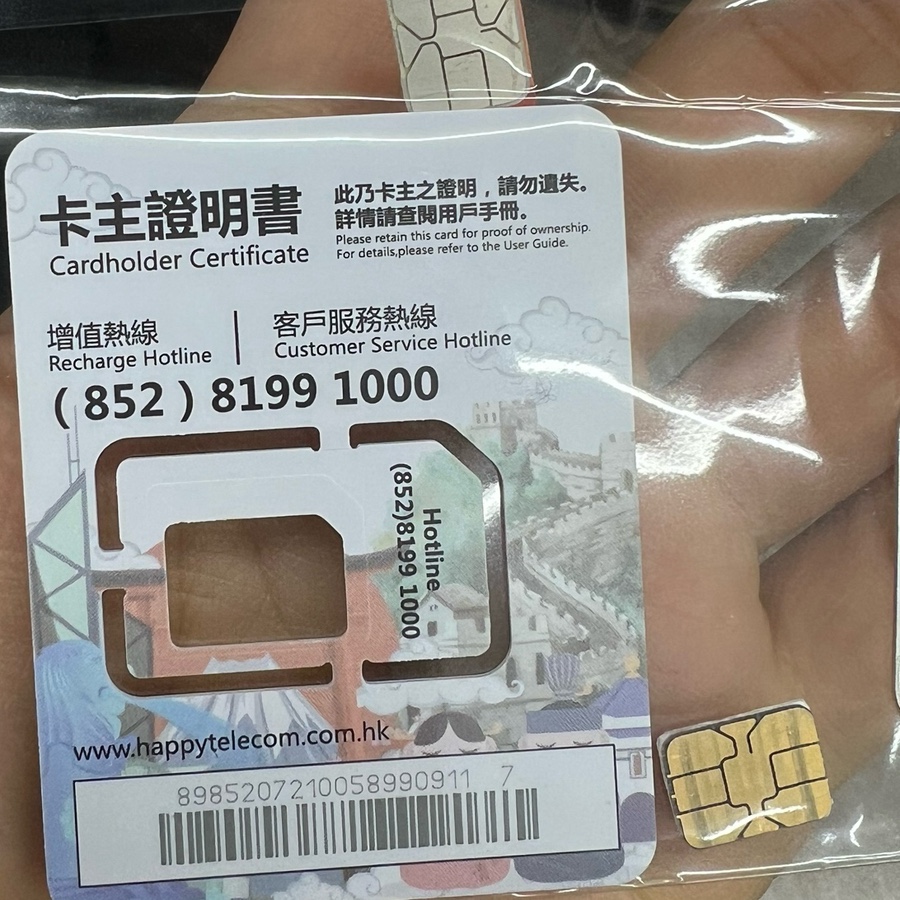 卡主證明書
Cardholder Certificate
此乃卡主之證明，請勿遺失。
詳情請查閱用戶手冊。
Please retain this card for proof of ownership.
For details,please refer to the User Guide.
增值熱線
Recharge Hotline
客戶服務熱線
Customer Service Hotline
(852) 8199 1000
Hotline
(852)8199 1000
www.happytelecom.com.hk
8985207210058990911 7